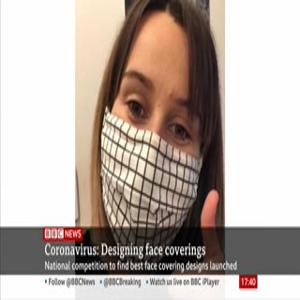 BBC NEWS
Coronavirus: Designing face coverings
National competition to find best face covering designs launched
• Follow @BBCNews • @BBCBreaking • Watch us live on BBC iPlayer 17:40